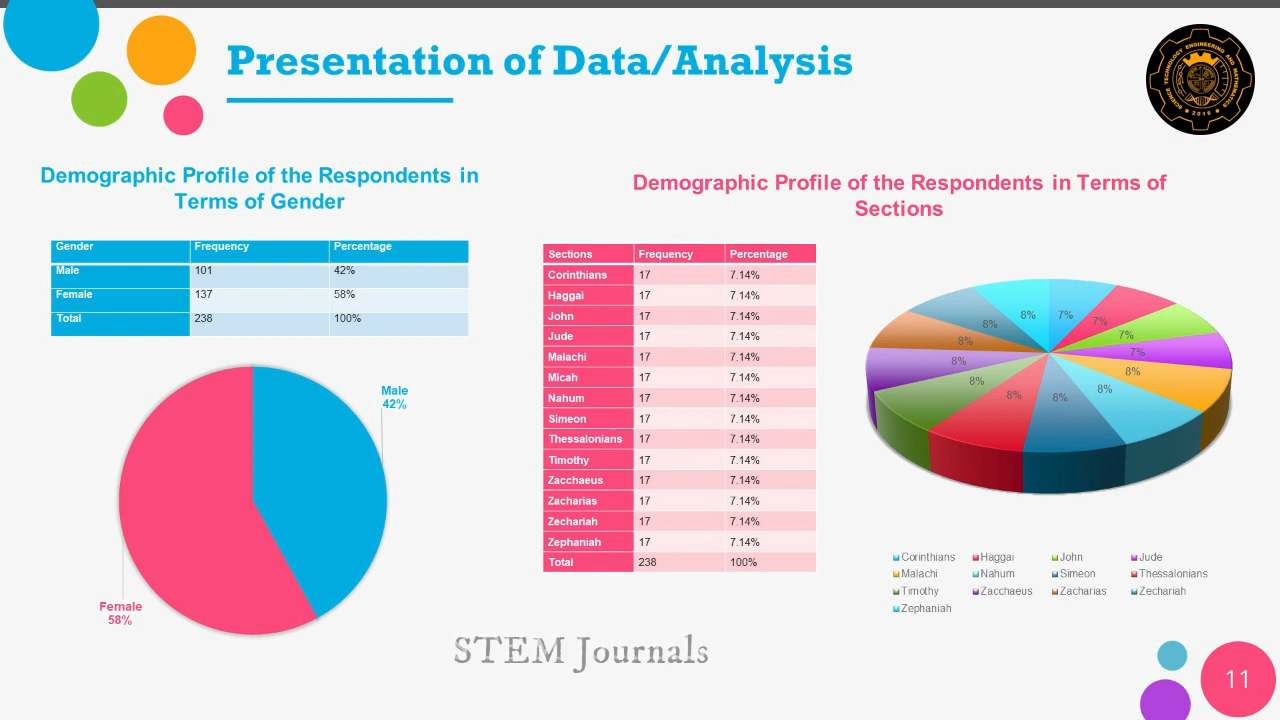 Presentation of Data/Analysis
SCIENCE TECHNOLOGY ENGINEERING AND MATHEMATICS
2016
Demographic Profile of the Respondents in
Terms of Gender
Gender Frequency Percentage
Male 101 42%
Female 137 58%
Total 238 100%
Male
42%
Female
58%
Demographic Profile of the Respondents in Terms of
Sections
Sections Frequency Percentage
Corinthians 17 7.14%
Haggai 17 7.14%
John 17 7.14%
Jude 17 7.14%
Malachi 17 7.14%
Micah 17 7.14%
Nahum 17 7.14%
Simeon 17 7.14%
Thessalonians 17 7.14%
Timothy 17 7.14%
Zacchaeus 17 7.14%
Zacharias 17 7.14%
Zechariah 17 7.14%
Zephaniah 17 7.14%
Total 238 100%
8% 7%
8% 7%
7%
8%
7%
8%
8%
8%
8%
8%
8%
Corinthians Haggai John Jude
Malachi Nahum Simeon Thessalonians
Timothy Zacchaeus Zacharias Zechariah
Zephaniah
STEM Journals
11